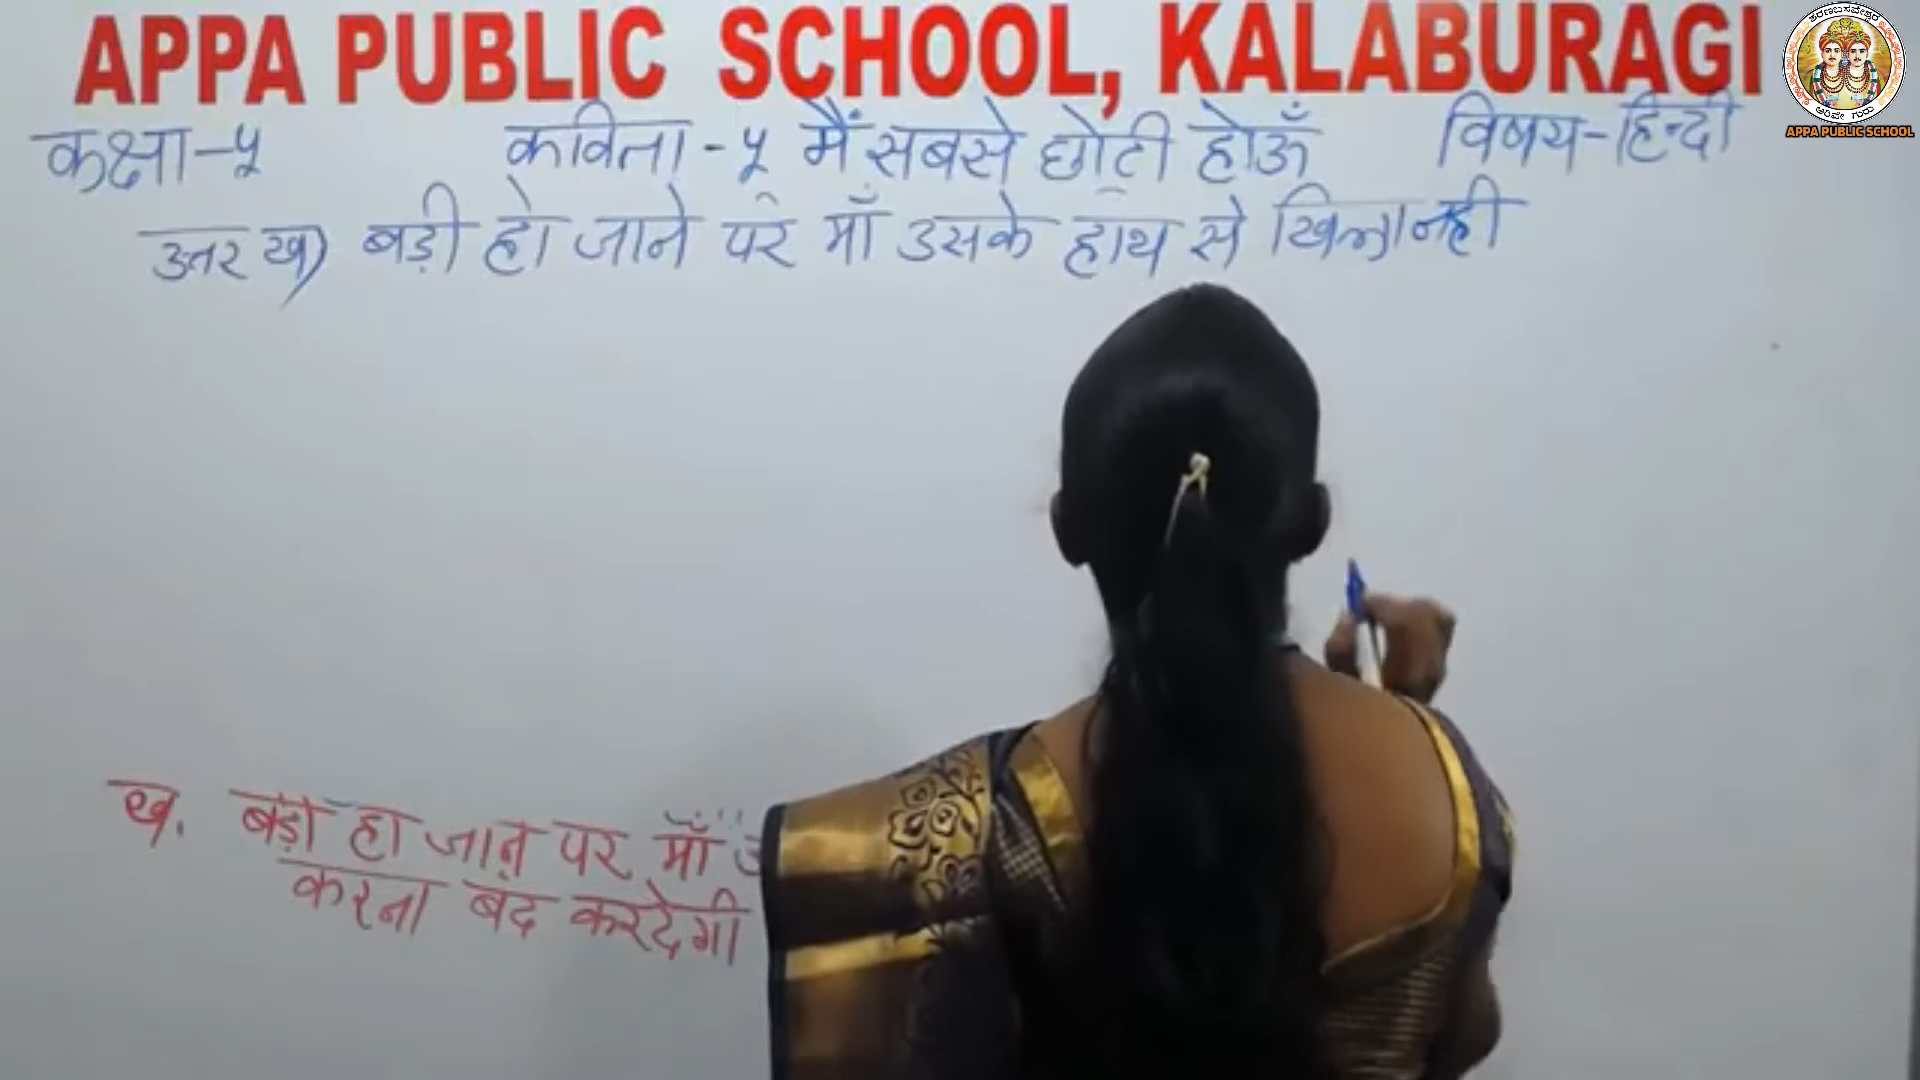 APPA PUBLIC SCHOOL, KALABURAGI
कक्षा-५ कविता-५ मैं सबसे छोटी होऊँ विषय-हिन्दी
उत्तर ख) बड़ी हो जाने पर माँ उसके हाथ से खिला नही
ख. बड़ी हो जाने पर माँ
करना बंद करदेगी
APPA PUBLIC SCHOOL